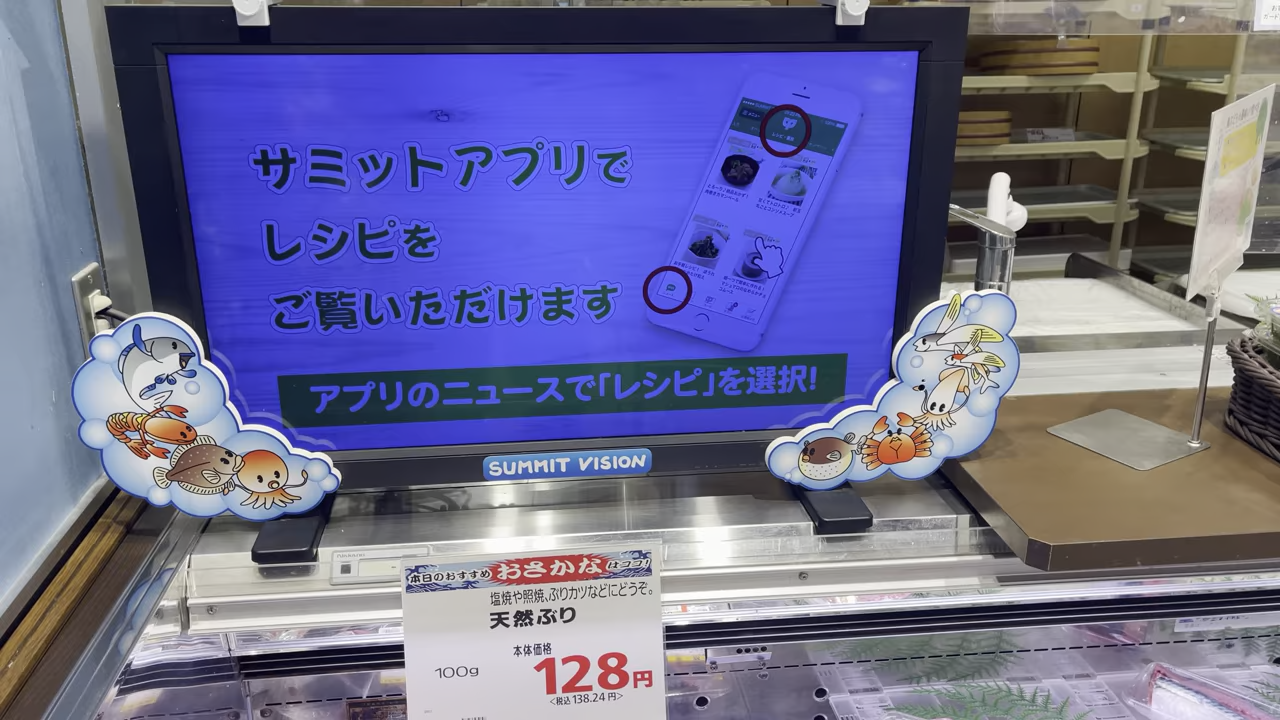 サミットアプリで
レシピを
ご覧いただけます
アプリのニュースで「レシピ」を選択!
SUMMIT VISION
本日のおすすめ おさかな はココ!
塩焼や照焼、ぶりカツなどにどうぞ。
天然ぶり
本体価格
100g 128円
<税込 138.24 円>